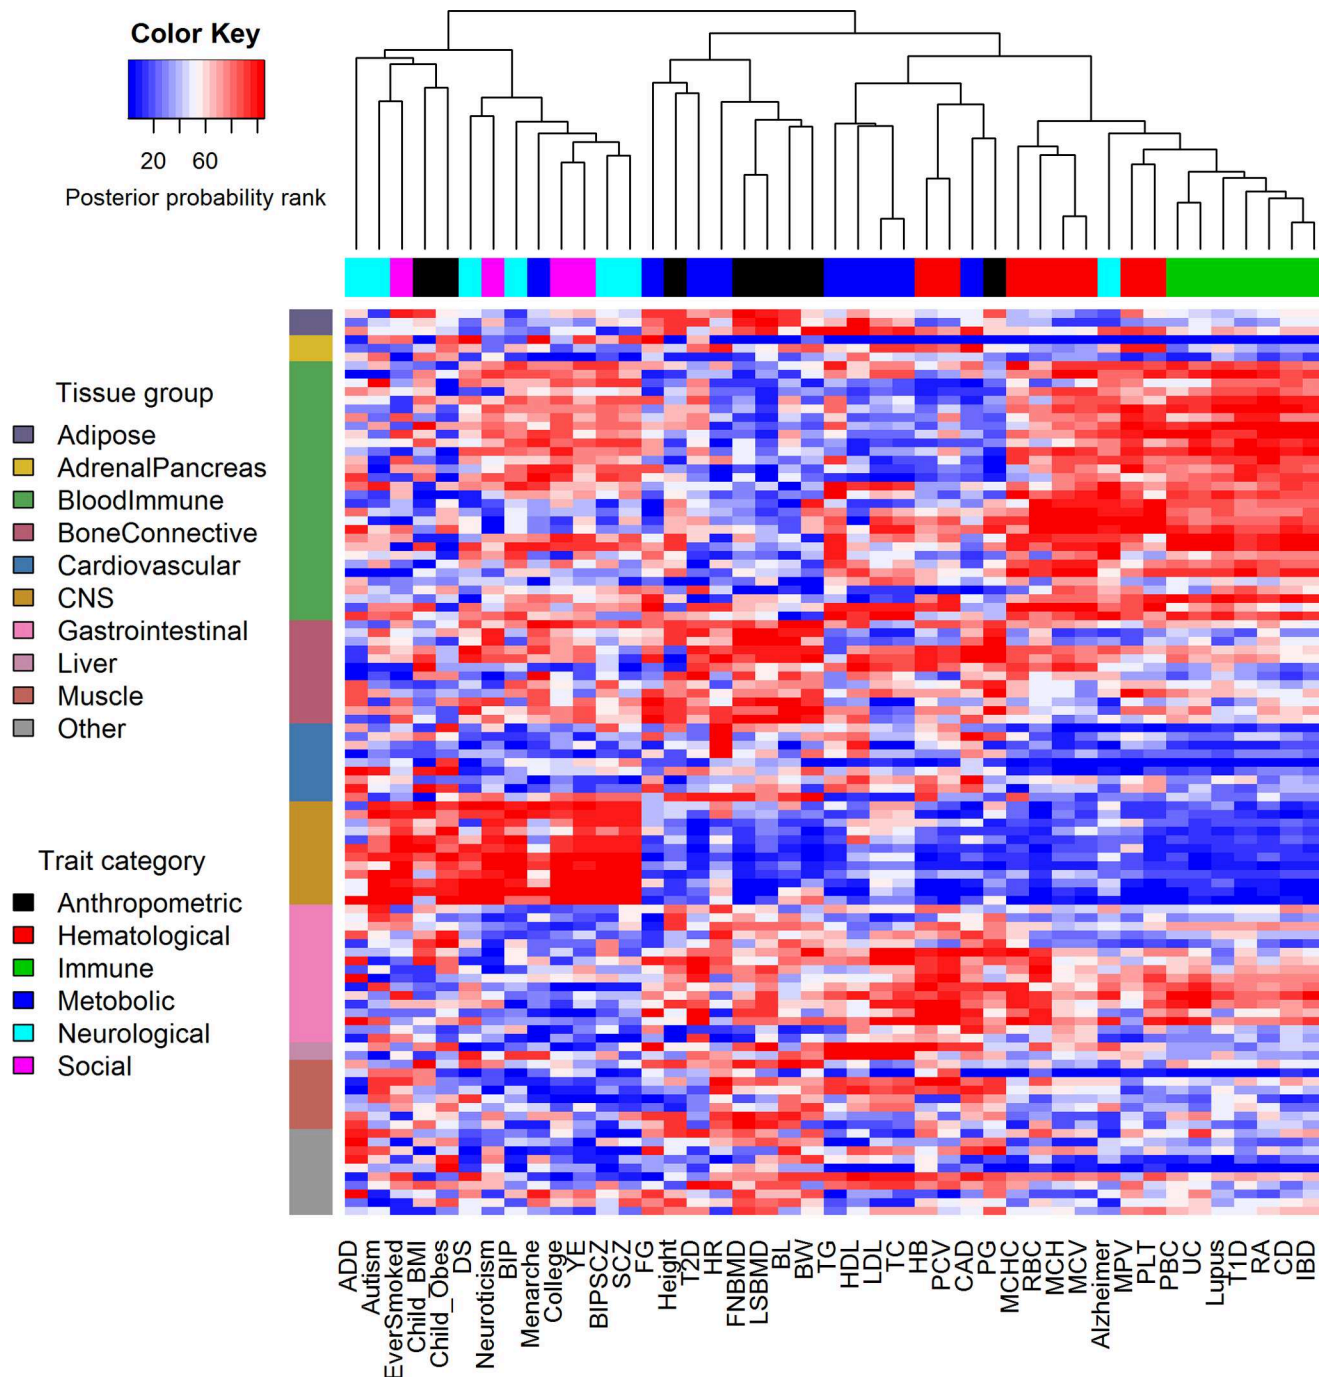 Color Key
20 60
Posterior probability rank
Tissue group
Adipose
AdrenalPancreas
BloodImmune
BoneConnective
Cardiovascular
CNS
Gastrointestinal
Liver
Muscle
Other
Trait category
Anthropometric
Hematological
Immune
Metobolic
Neurological
Social
ADD
Autism
EverSmoked
Child_BMI
Child_Obes
DS
Neuroticism
BIP
Menarche
College
YE
BIPSCZ
SCZ
FG
Height
T2D
HR
FNBMD
LSBMD
BL
BW
TG
HDL
LDL
TC
HB
PCV
CAD
PG
MCHC
RBC
MCH
MCV
Alzheimer
MPV
PLT
PBC
UC
Lupus
T1D
RA
CD
IBD